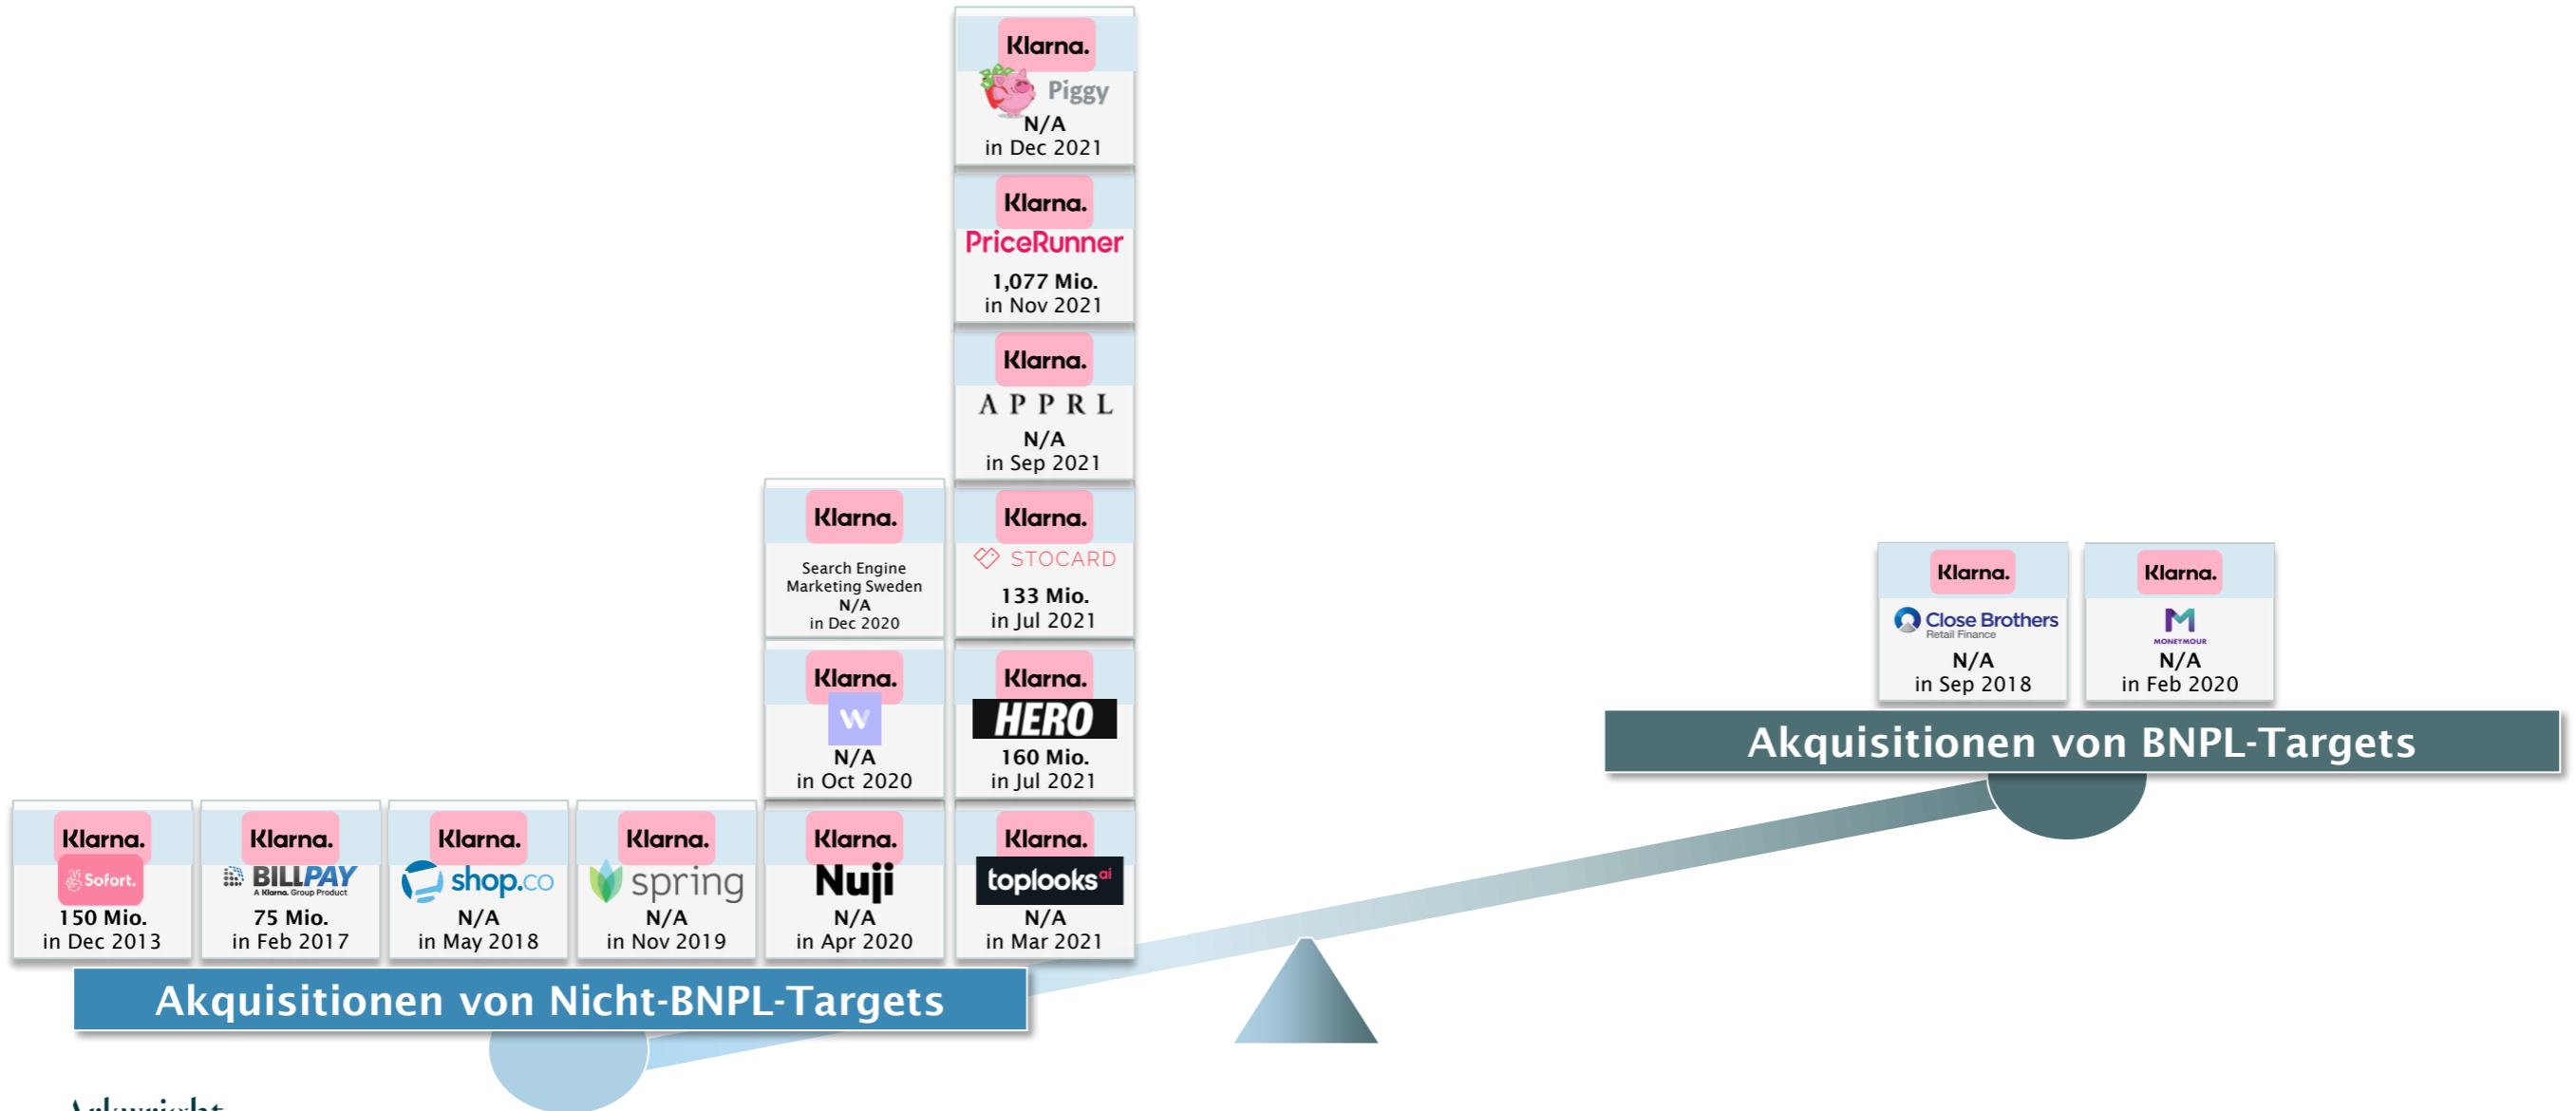 Klarna.
Piggy
N/A
in Dec 2021
Klarna.
PriceRunner
1,077 Mio.
in Nov 2021
Klarna.
APPRL
N/A
in Sep 2021
Klarna.
Search Engine
Marketing Sweden
N/A
in Dec 2020
Klarna.
STOCARD
133 Mio.
in Jul 2021
Klarna.
W
N/A
in Oct 2020
Klarna.
HERO
160 Mio.
in Jul 2021
Klarna.
Sofort.
150 Mio.
in Dec 2013
Klarna.
BILLPAY
A Klarna. Group Product
75 Mio.
in Feb 2017
Klarna.
shop.co
N/A
in May 2018
Klarna.
spring
N/A
in Nov 2019
Klarna.
Nuji
N/A
in Apr 2020
Klarna.
toplooks ai
N/A
in Mar 2021
Akquisitionen von Nicht-BNPL-Targets
Klarna.
Close Brothers
Retail Finance
N/A
in Sep 2018
Klarna.
M
MONEYMOUR
N/A
in Feb 2020
Akquisitionen von BNPL-Targets
Arkwright